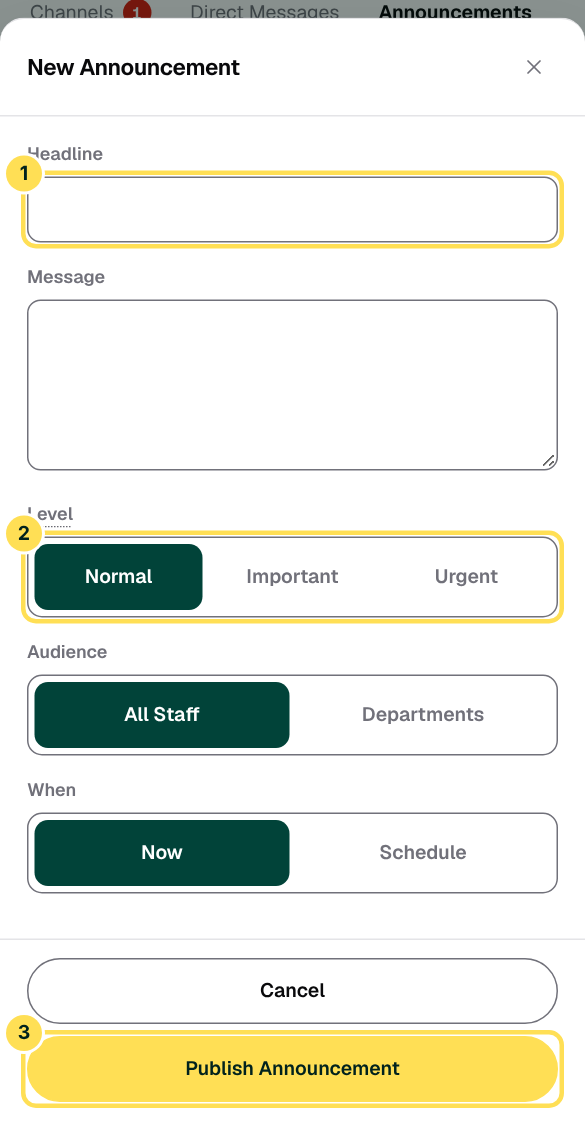 Channels 1 Direct Messages Announcements
New Announcement
Headline
1
Message
Level
2
Normal Important Urgent
Audience
All Staff Departments
When
Now Schedule
Cancel
3
Publish Announcement